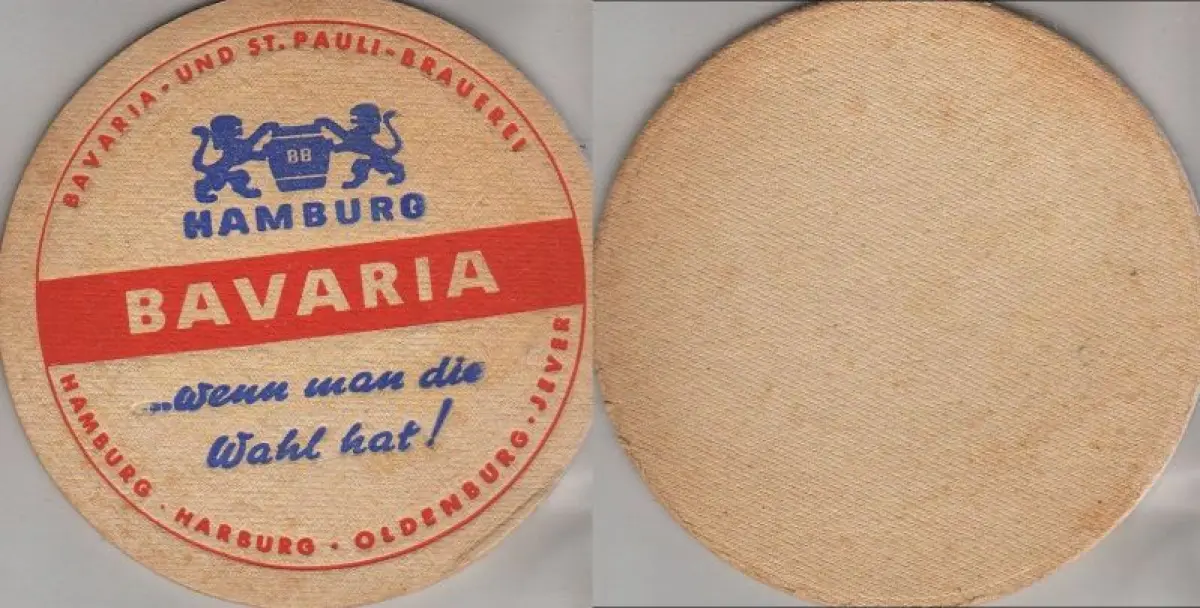 BAVARIA- UND ST. PAULI-BRAUEREI
BB
HAMBURG
BAVARIA
...wenn man die
Wahl hat!
HAMBURG · HARBURG · OLDENBURG · JEVER